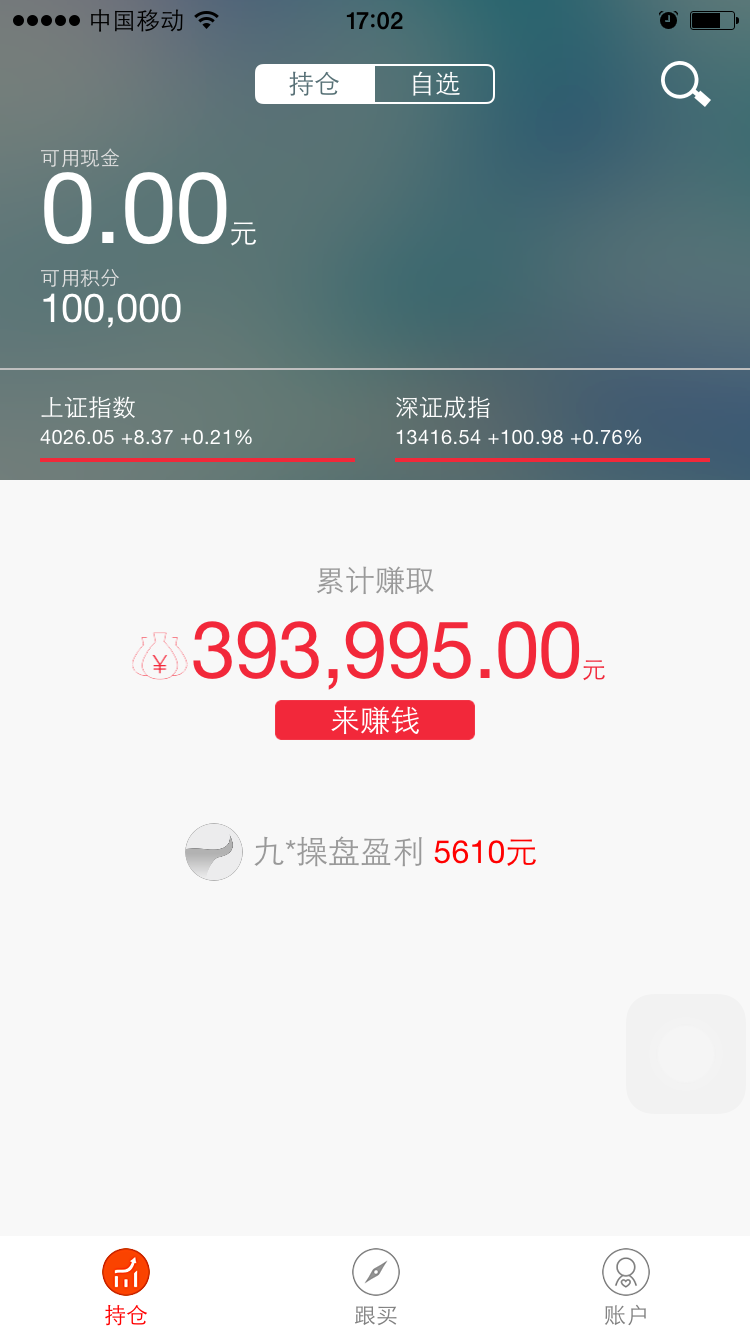 中国移动 17:02
持仓 自选
可用现金
0.00元
可用积分
100,000
上证指数 深证成指
4026.05 +8.37 +0.21% 13416.54 +100.98 +0.76%
累计赚取
¥ 393,995.00元
来赚钱
九*操盘盈利 5610元
持仓 跟买 账户